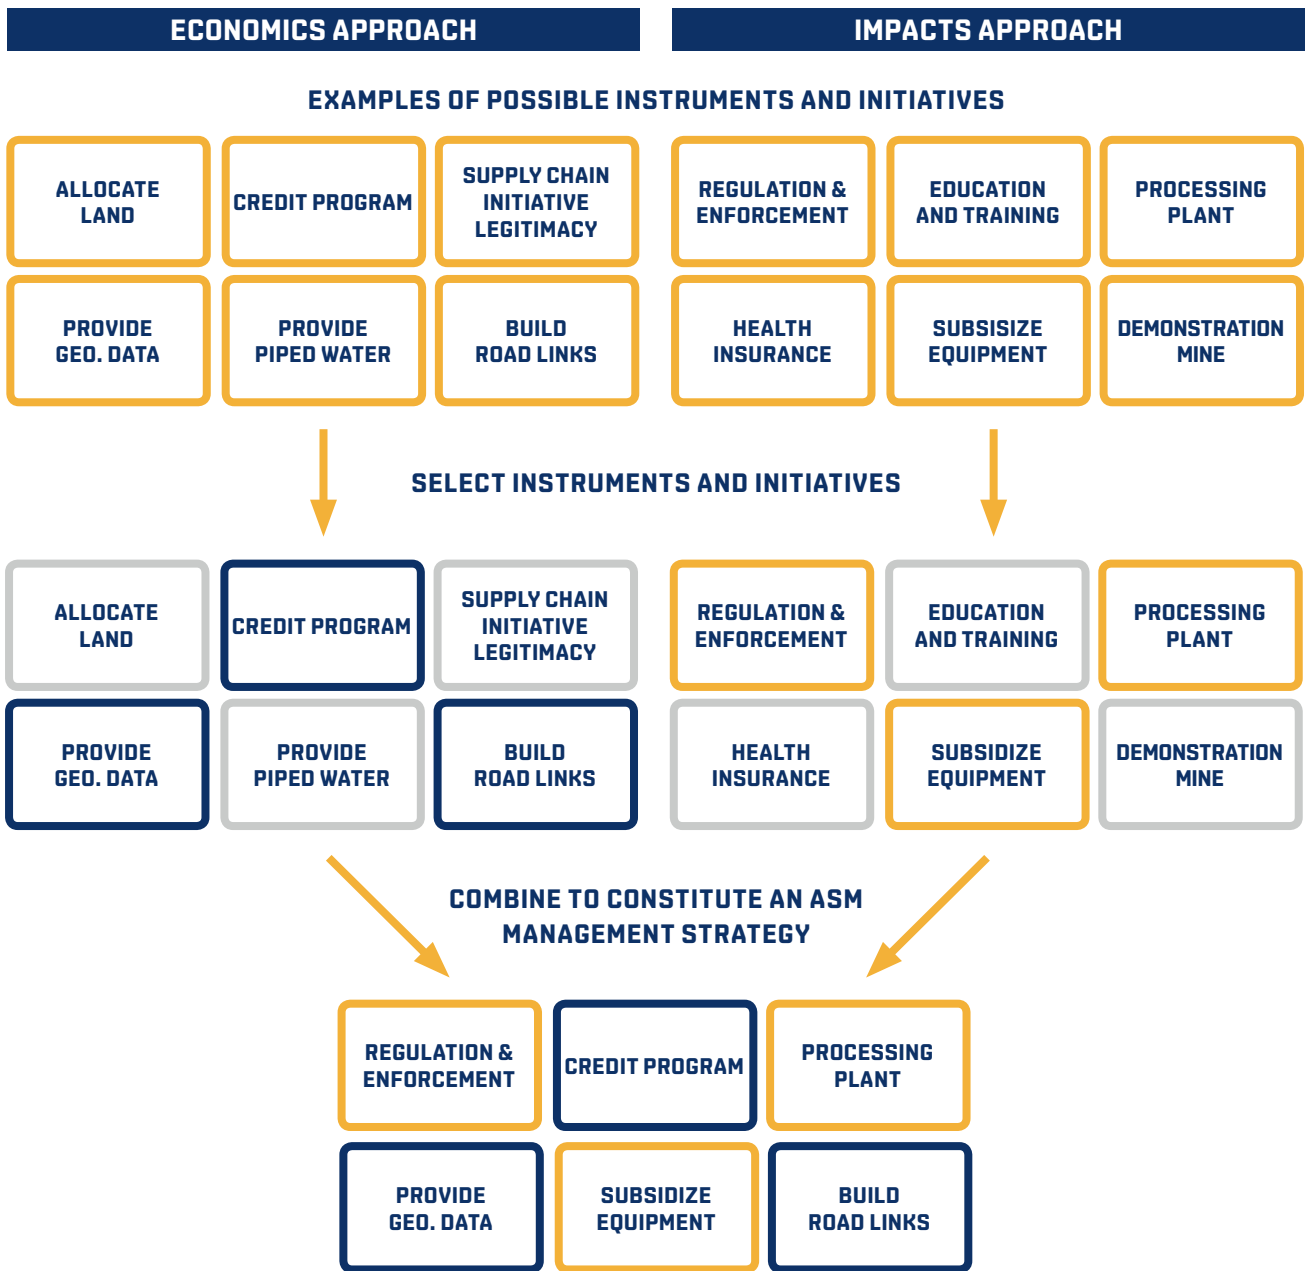 ECONOMICS APPROACH
IMPACTS APPROACH
EXAMPLES OF POSSIBLE INSTRUMENTS AND INITIATIVES
ALLOCATE
LAND
CREDIT PROGRAM
SUPPLY CHAIN
INITIATIVE
LEGITIMACY
REGULATION &
ENFORCEMENT
EDUCATION
AND TRAINING
PROCESSING
PLANT
PROVIDE
GEO. DATA
PROVIDE
PIPED WATER
BUILD
ROAD LINKS
HEALTH
INSURANCE
SUBSISIZE
EQUIPMENT
DEMONSTRATION
MINE
SELECT INSTRUMENTS AND INITIATIVES
ALLOCATE
LAND
CREDIT PROGRAM
SUPPLY CHAIN
INITIATIVE
LEGITIMACY
REGULATION &
ENFORCEMENT
EDUCATION
AND TRAINING
PROCESSING
PLANT
PROVIDE
GEO. DATA
PROVIDE
PIPED WATER
BUILD
ROAD LINKS
HEALTH
INSURANCE
SUBSIDIZE
EQUIPMENT
DEMONSTRATION
MINE
COMBINE TO CONSTITUTE AN ASM
MANAGEMENT STRATEGY
REGULATION &
ENFORCEMENT
CREDIT PROGRAM
PROCESSING
PLANT
PROVIDE
GEO. DATA
SUBSIDIZE
EQUIPMENT
BUILD
ROAD LINKS